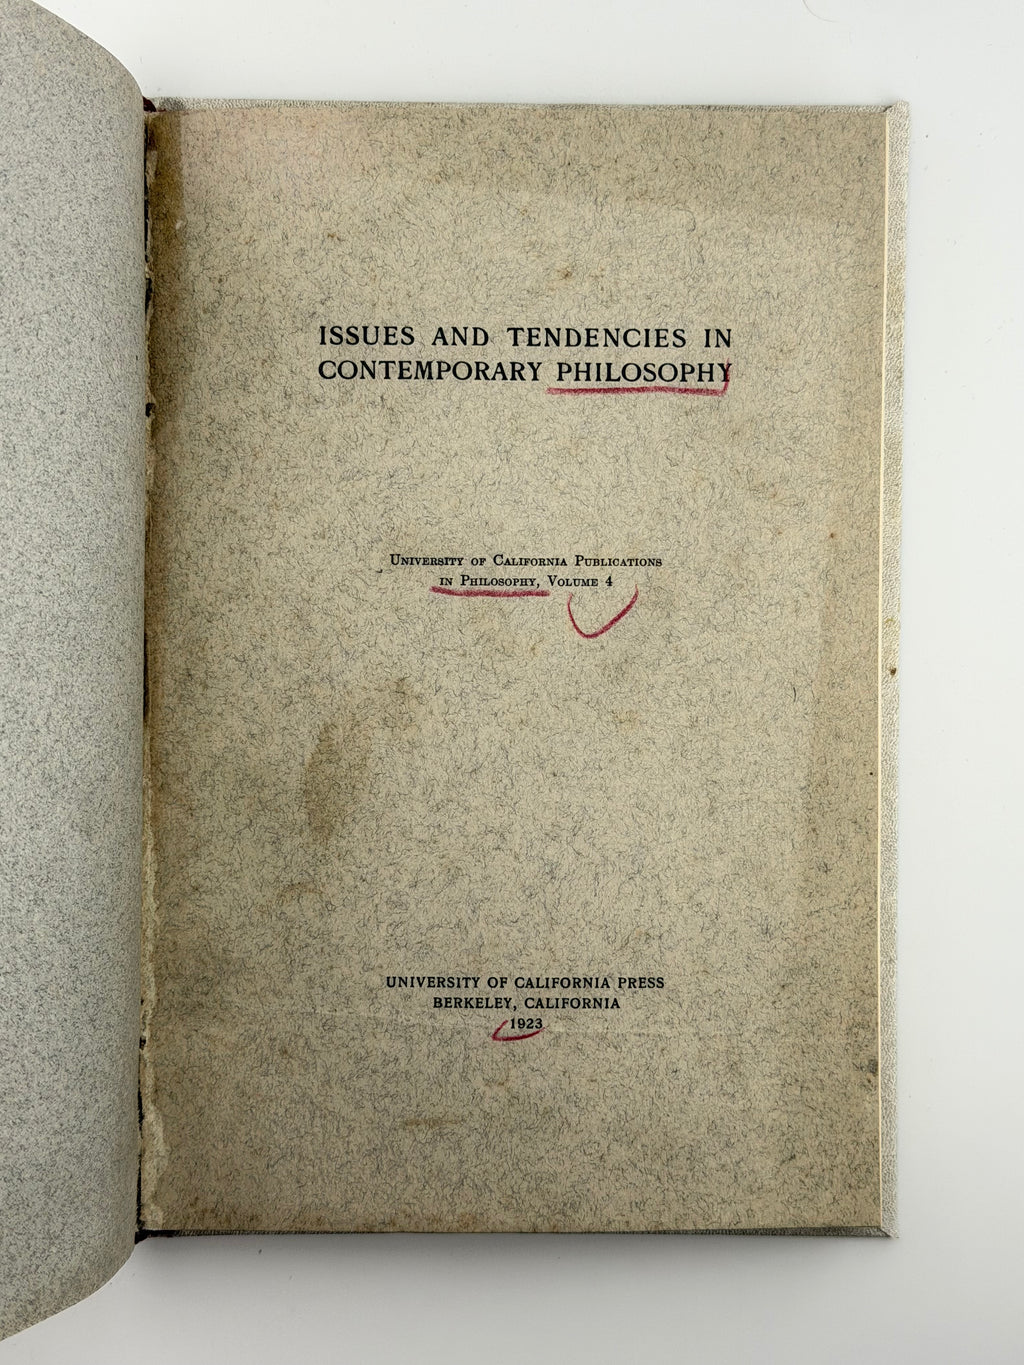 ISSUES AND TENDENCIES IN
CONTEMPORARY PHILOSOPHY
University of California Publications
in Philosophy, Volume 4
UNIVERSITY OF CALIFORNIA PRESS
BERKELEY, CALIFORNIA
1923